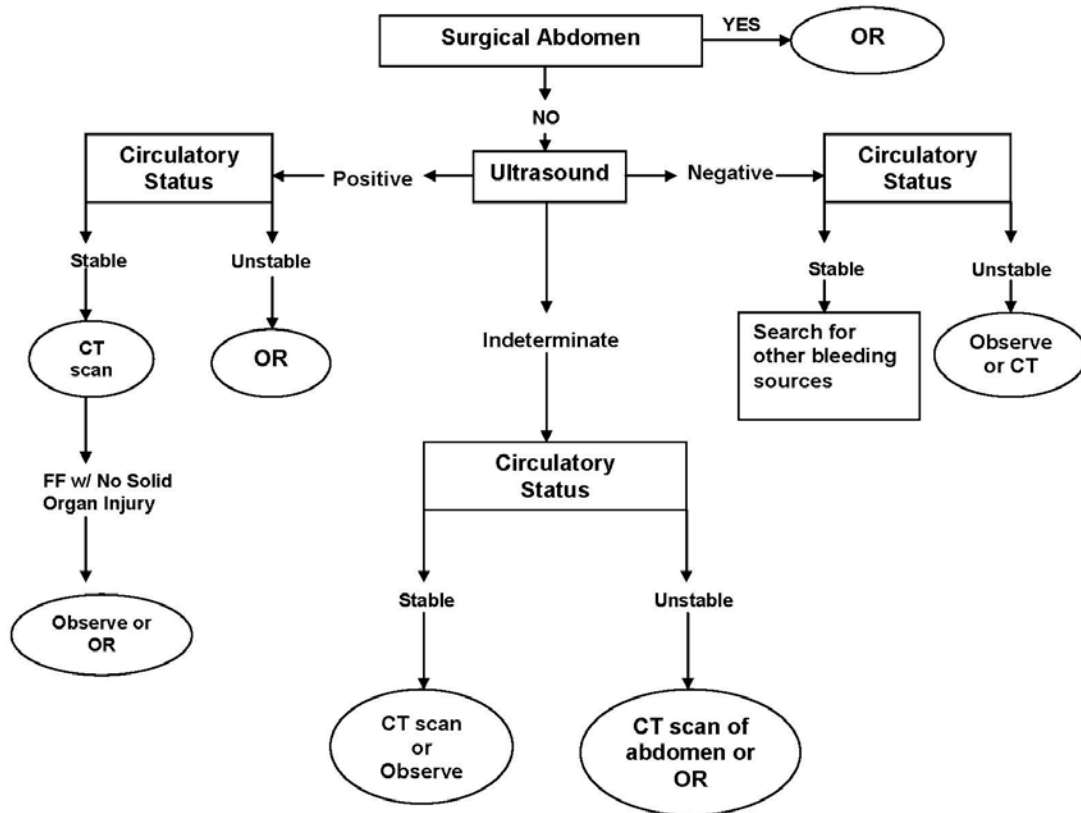 Surgical Abdomen
YES
OR
NO
Circulatory
Status
Positive
Ultrasound
Negative
Circulatory
Status
Stable
Unstable
Stable
Unstable
CT
scan
OR
Indeterminate
Search for
other bleeding
sources
Observe
or CT
FF w/ No Solid
Organ Injury
Circulatory
Status
Observe or
OR
Stable
Unstable
CT scan
or
Observe
CT scan of
abdomen or
OR